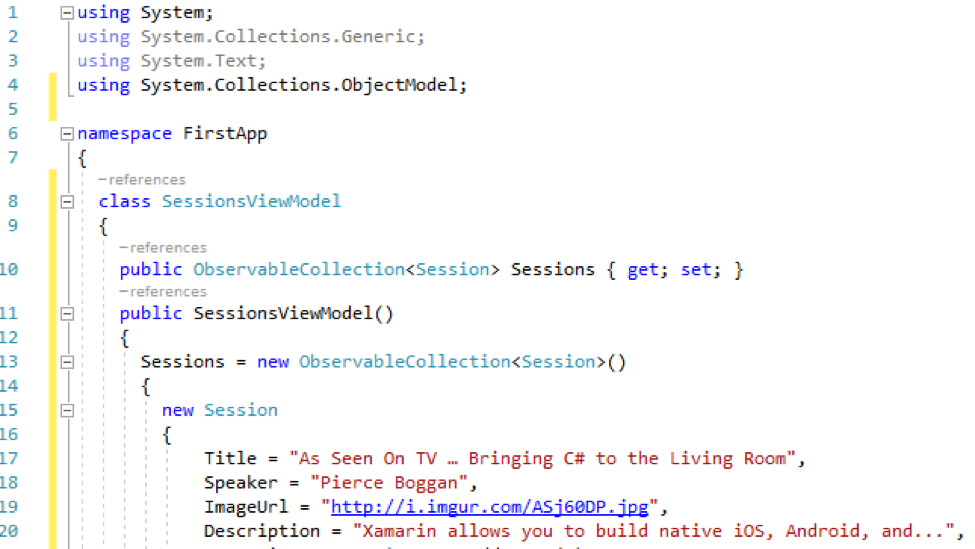 1 using System;
2 using System.Collections.Generic;
3 using System.Text;
4 using System.Collections.ObjectModel;
5
6 namespace FirstApp
7 {
–references
8 class SessionsViewModel
9 {
–references
10 public ObservableCollection<Session> Sessions { get; set; }
–references
11 public SessionsViewModel()
12 {
13 Sessions = new ObservableCollection<Session>()
14 {
15 new Session
16 {
17 Title = "As Seen On TV … Bringing C# to the Living Room",
18 Speaker = "Pierce Boggan",
19 ImageUrl = "http://i.imgur.com/ASj60DP.jpg",
20 Description = "Xamarin allows you to build native iOS, Android, and...",